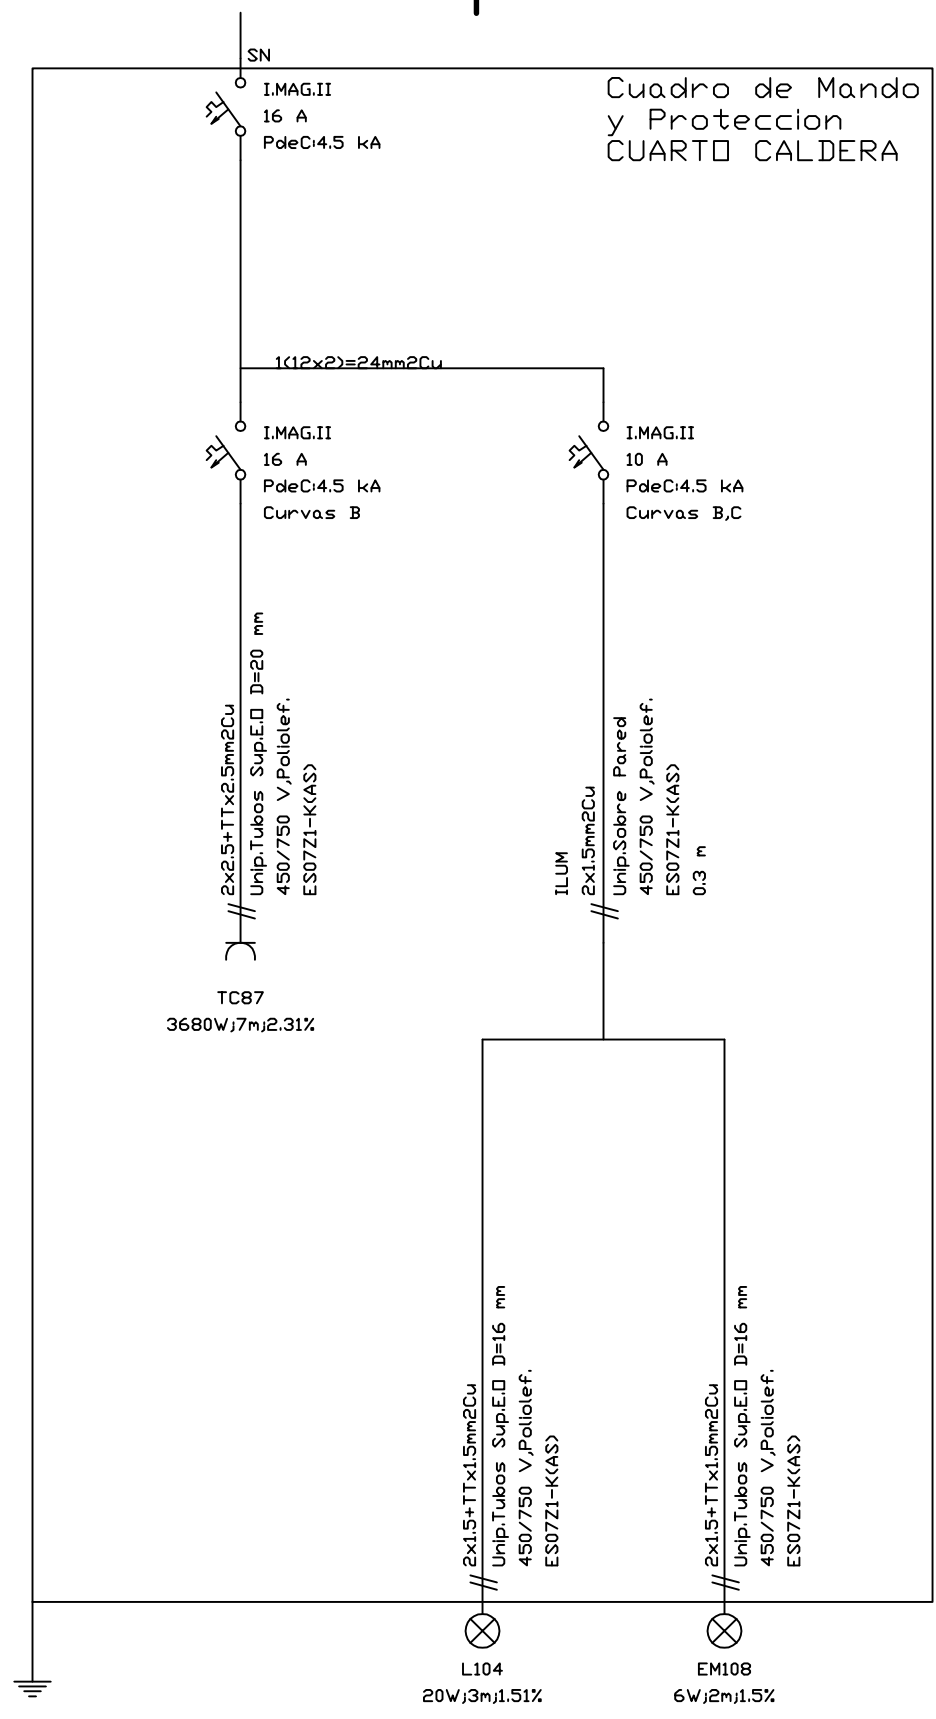 SN
I.MAG.II
16 A
PdeC:4.5 kA
Cuadro de Mando
y Proteccion
CUARTO CALDERA
1(12x2)=24mm2Cu
I.MAG.II
16 A
PdeC:4.5 kA
Curvas B
I.MAG.II
10 A
PdeC:4.5 kA
Curvas B,C
2x2.5+TTx2.5mm2Cu
Unip.Tubos Sup.E.O D=20 mm
450/750 V,Poliolef.
ES07Z1-K(AS)
ILUM
2x1.5mm2Cu
Unip.Sobre Pared
450/750 V,Poliolef.
ES07Z1-K(AS)
0.3 m
TC87
3680W;7m;2.31%
2x1.5+TTx1.5mm2Cu
Unip.Tubos Sup.E.O D=16 mm
450/750 V,Poliolef.
ES07Z1-K(AS)
2x1.5+TTx1.5mm2Cu
Unip.Tubos Sup.E.O D=16 mm
450/750 V,Poliolef.
ES07Z1-K(AS)
L104
20W;3m;1.51%
EM108
6W;2m;1.5%